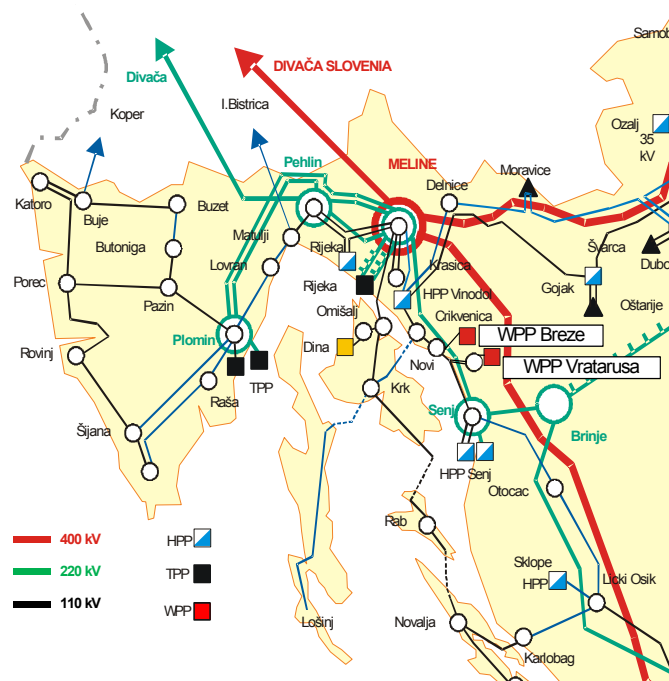 Samob
DIVAČA SLOVENIA
Divača
I.Bistrica
Koper
Ozalj
35
kV
Pehlin
MELINE
Moravice
Delnice
Katoro
Buje
Buzet
Butoniga
Matulji
Rijeka
Lovran
Krasica
Švarca
Dubo
Gojak
Porec
Pazin
Rijeka
HPP Vinodol
Omišalj
Crikvenica
Oštarije
Plomin
WPP Breze
Rovinj
Dina
Novi
WPP Vratarusa
TPP
Raša
Krk
Senj
Šijana
Brinje
HPP Senj
Otocac
Rab
400 kV
HPP
220 kV
TPP
Sklope
HPP
Licki Osik
110 kV
WPP
Lošinj
Novalja
Karlobag